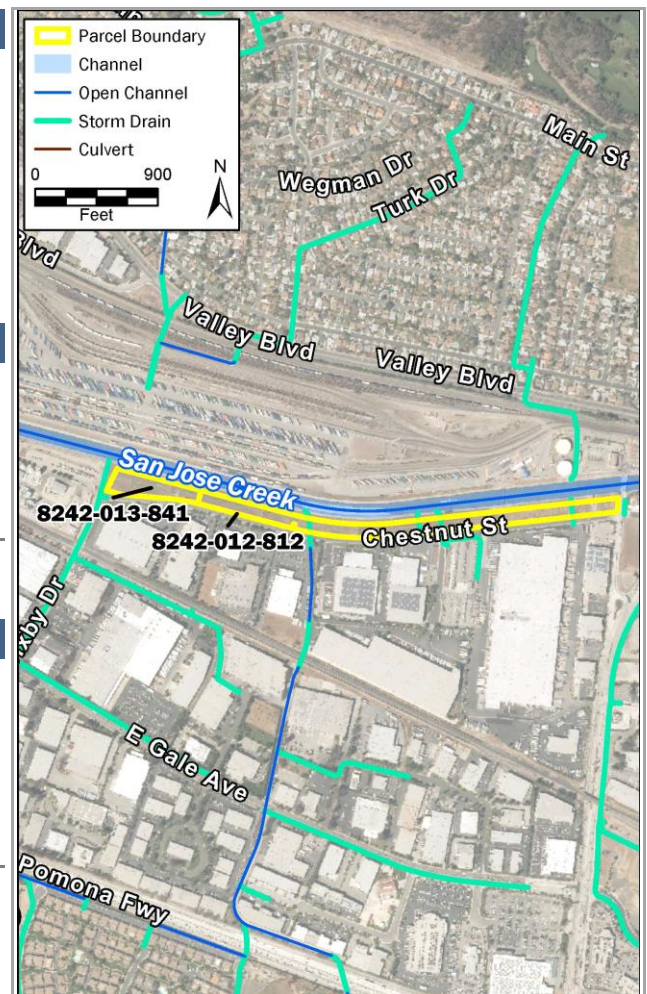 Parcel Boundary
Channel
Open Channel
Storm Drain
Culvert
0 900
Feet
N
Main St
Wegman Dr
Turk Dr
Blvd
Valley Blvd
Valley Blvd
San Jose Creek
8242-013-841
Chestnut St
8242-012-812
xby Dr
E Gale Ave
Pomona Fwy